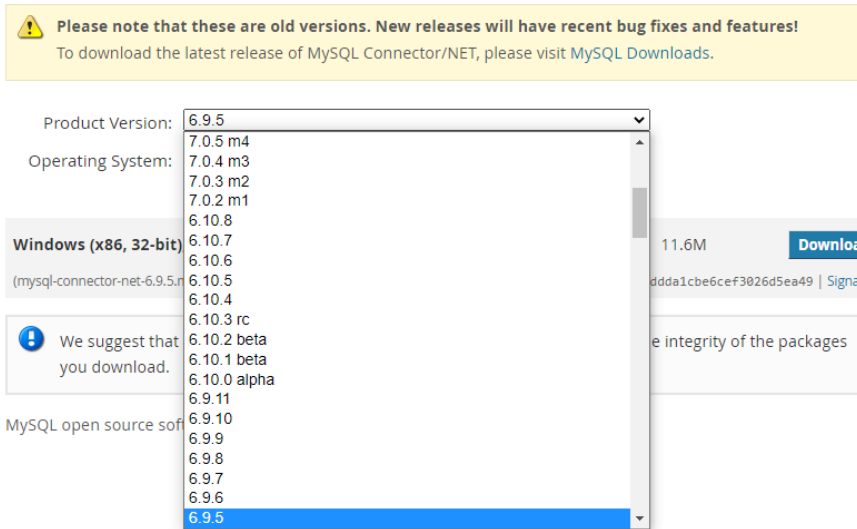 Please note that these are old versions. New releases will have recent bug fixes and features!
To download the latest release of MySQL Connector/NET, please visit MySQL Downloads.
Product Version: 6.9.5
7.0.5 m4
Operating System:
7.0.4 m3
7.0.3 m2
7.0.2 m1
6.10.8
6.10.7
6.10.6
6.10.5
6.10.4
6.10.3 rc
6.10.2 beta
6.10.1 beta
6.10.0 alpha
6.9.11
6.9.10
6.9.9
6.9.8
6.9.7
6.9.6
6.9.5
Windows (x86, 32-bit) 11.6M Downloa
(mysql-connector-net-6.9.5.m ddda1cbe6cef3026d5ea49 | Signa
We suggest that e integrity of the packages
you download.
MySQL open source soft